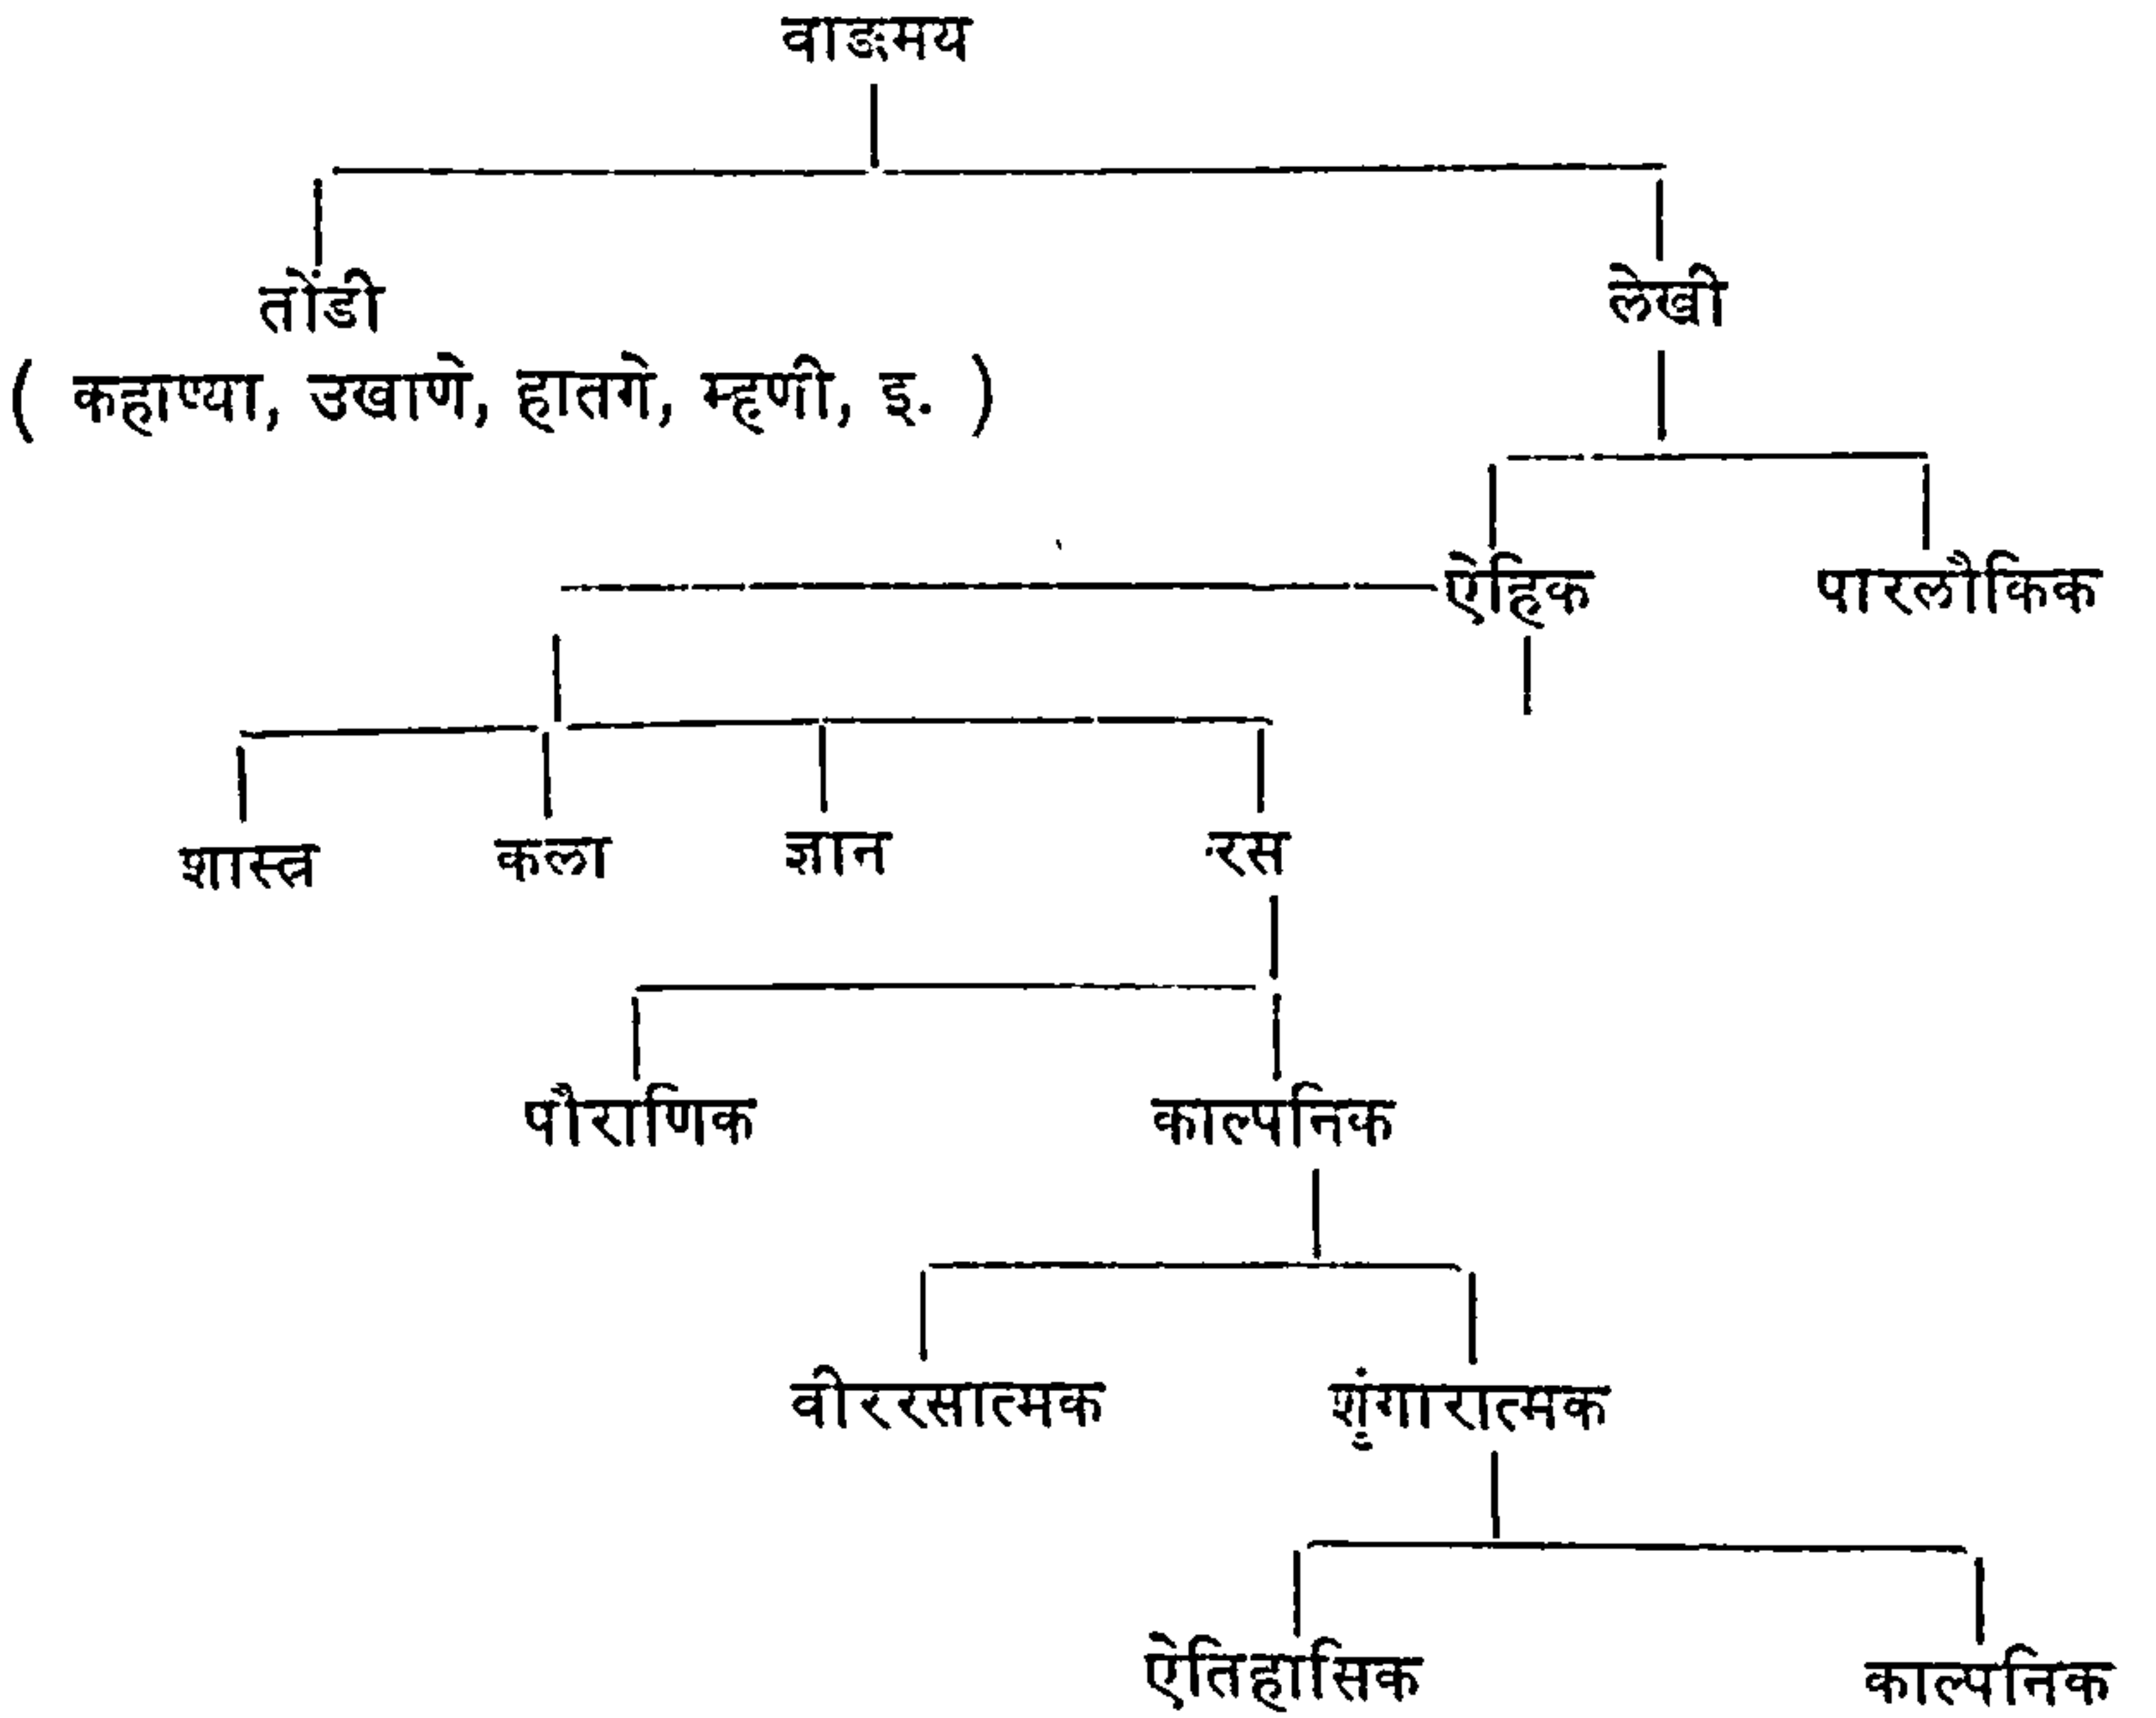 वाङमय
तोंडी लेखी
( कहाण्या, उखाणे, हातगे, म्हणी, इ. )
ऐहिक पारलौकिक
शास्त्र कला ज्ञान रस
पौराणिक काल्पनिक
वीररसात्मक शृंगारात्मक
ऐतिहासिक काल्पनिक